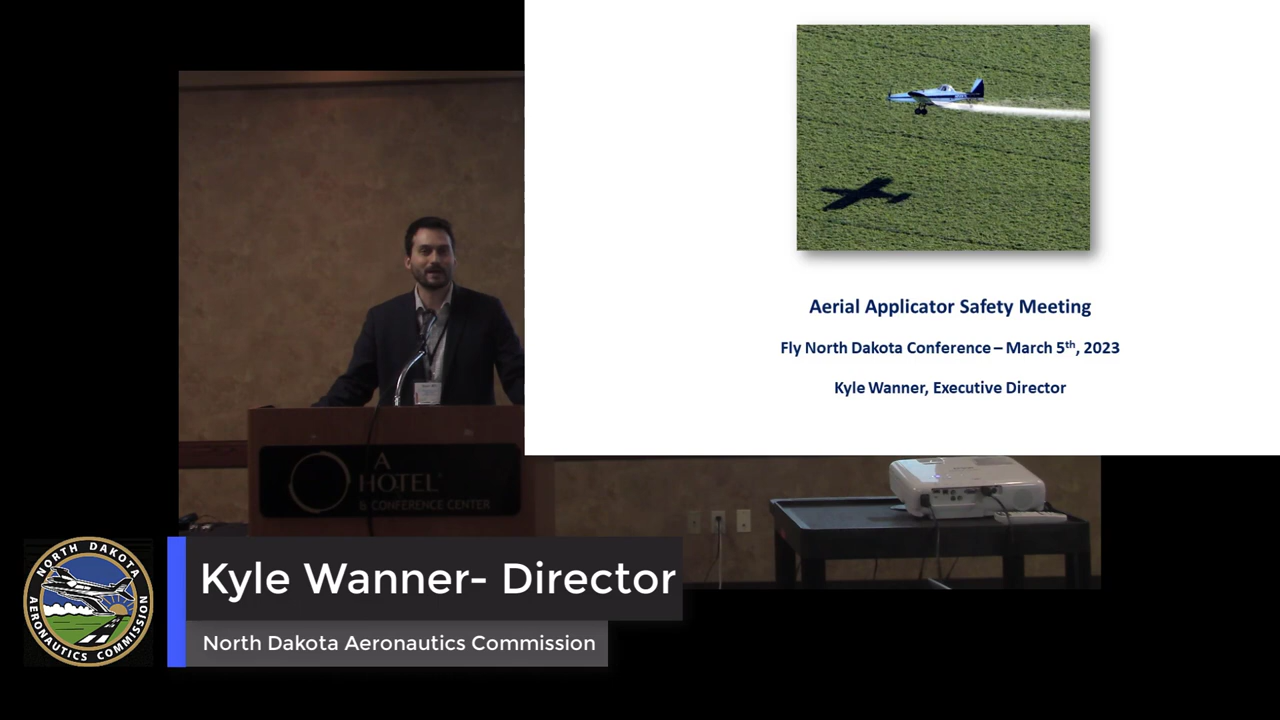 Aerial Applicator Safety Meeting
Fly North Dakota Conference – March 5th, 2023
Kyle Wanner, Executive Director
A
HOTEL
& CONFERENCE CENTER
Kyle Wanner- Director
North Dakota Aeronautics Commission
NORTH DAKOTA
AERONAUTICS COMMISSION